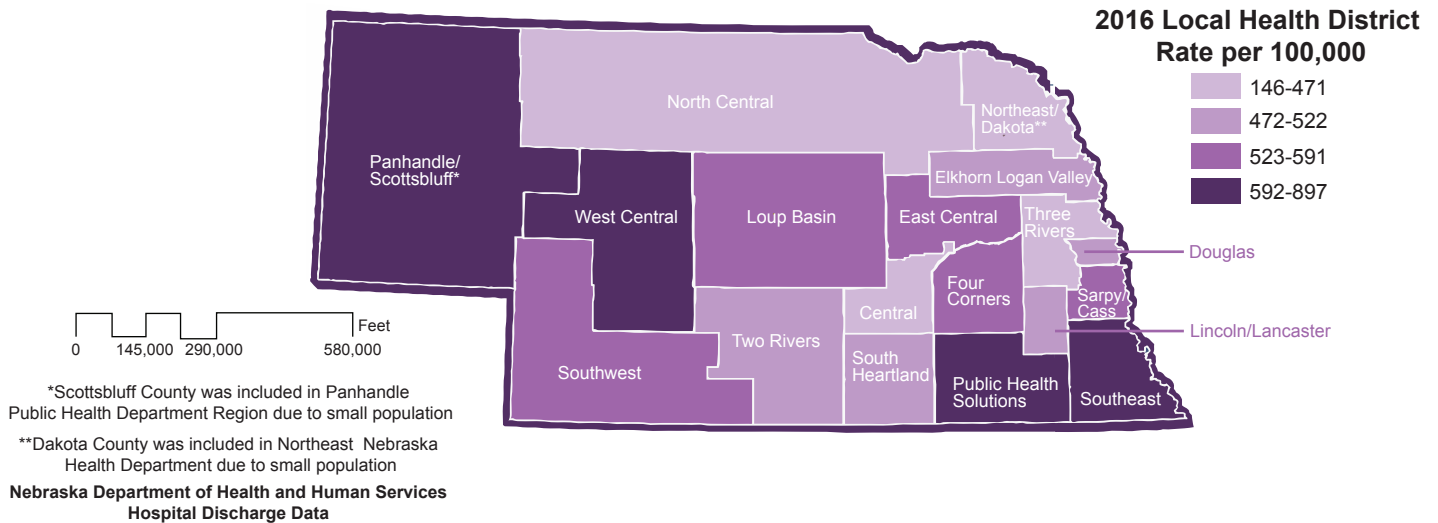 2016 Local Health District
Rate per 100,000
146-471
472-522
523-591
592-897
North Central
Northeast/
Dakota**
Panhandle/
Scottsbluff*
Elkhorn Logan Valley
West Central
Loup Basin
East Central
Three
Rivers
Douglas
Four
Corners
Sarpy/
Cass
Central
Lincoln/Lancaster
Two Rivers
South
Heartland
Southwest
Public Health
Solutions
Southeast
Feet
0 145,000 290,000 580,000
*Scottsbluff County was included in Panhandle
Public Health Department Region due to small population
**Dakota County was included in Northeast Nebraska
Health Department due to small population
Nebraska Department of Health and Human Services
Hospital Discharge Data